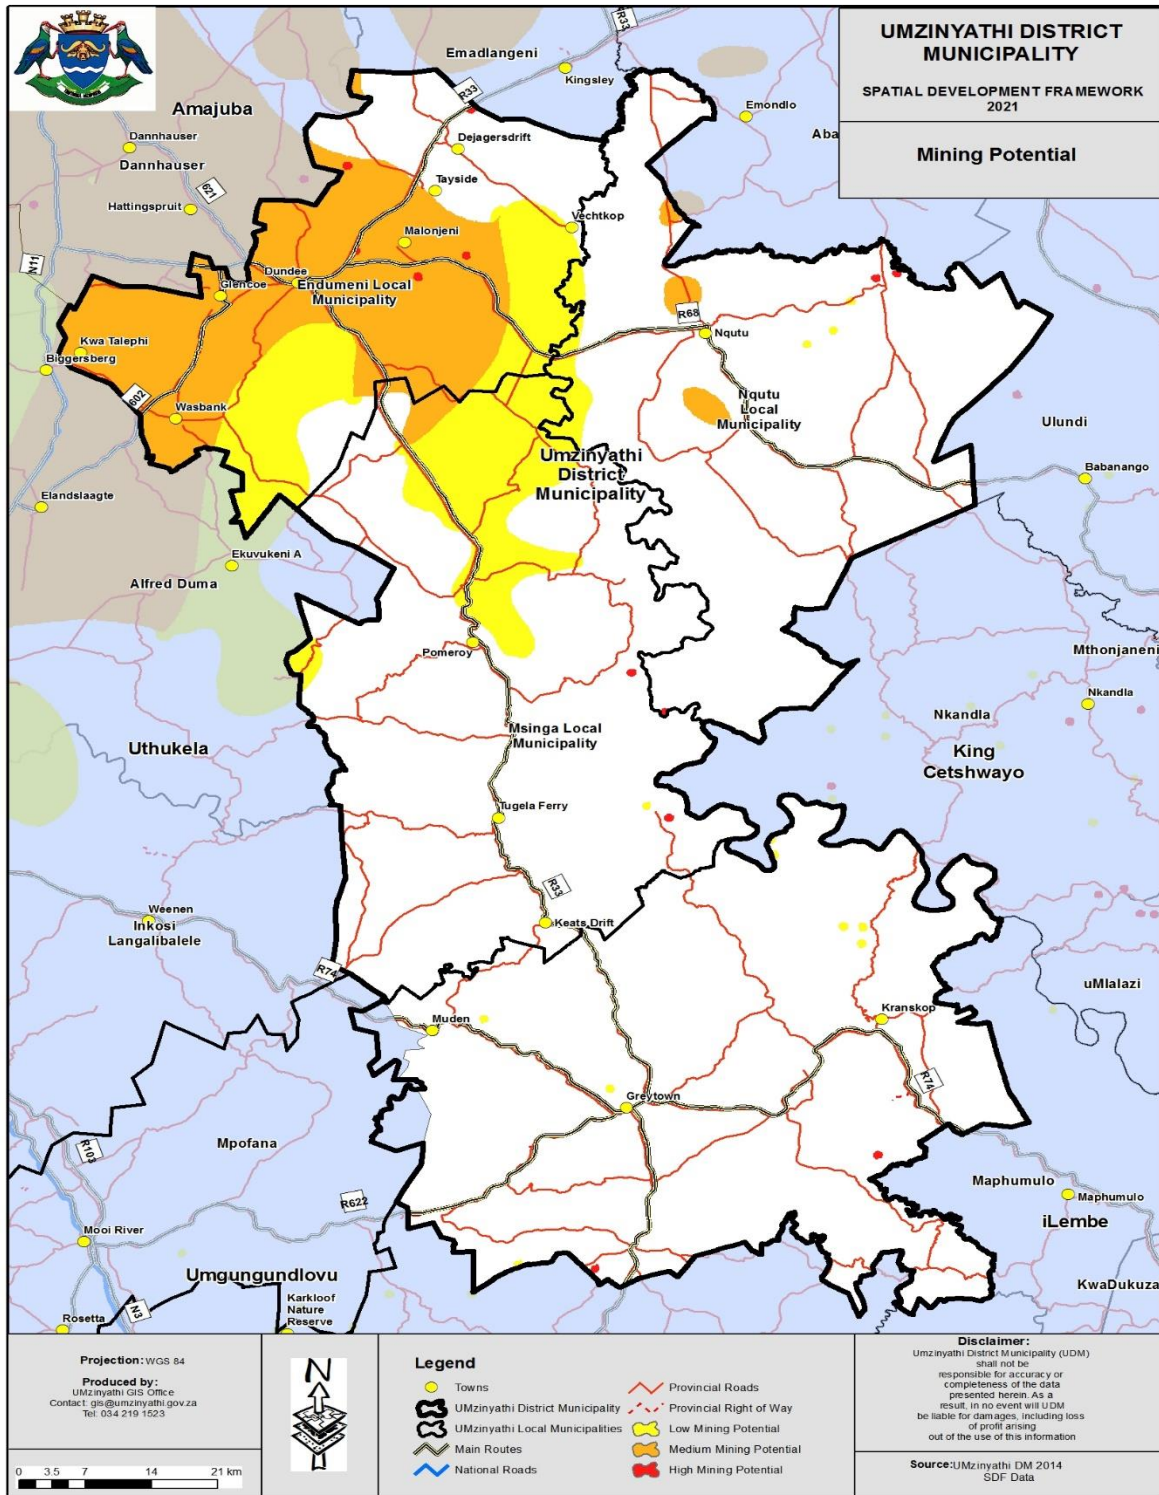 UMZINYATHI DISTRICT
MUNICIPALITY
SPATIAL DEVELOPMENT FRAMEWORK
2021
Mining Potential
R33
Emadlangeni
Kingsley
Emondlo
Aba
Amajuba
R33
Dannhauser
Dannhauser
Dejagersdrift
621
Tayside
Hattingspruit
Vechtkop
Malonjeni
N11
Dundee
Glencoe
Endumeni Local
Municipality
R68
Nqutu
Kwa Talephi
Biggersberg
602
Wasbank
Nqutu
Local
Municipality
Ulundi
Umzinyathi
District
Municipality
Babanango
Elandslaagte
Ekuvukeni A
Alfred Duma
Pomeroy
Mthonjaneni
Nkandla
Nkandla
Msinga Local
Municipality
Uthukela
King
Cetshwayo
Tugela Ferry
R33
Weenen
Keats Drift
Inkosi
Langalibalele
R74
uMlalazi
Kranskop
Muden
R74
Greytown
R103
Mpofana
Maphumulo
Maphumulo
R622
iLembe
Mooi River
Umgungundlovu
KwaDukuza
Karkloof
Nature
Reserve
N3
Rosetta
Projection: WGS 84
Produced by:
UMzinyathi GIS Office
Contact: gis@umzinyathi.gov.za
Tel: 034 219 1523
0 3.5 7 14 21 km
N
Legend
Towns
UMzinyathi District Municipality
UMzinyathi Local Municipalities
Main Routes
National Roads
Provincial Roads
Provincial Right of Way
Low Mining Potential
Medium Mining Potential
High Mining Potential
Disclaimer:
Umzinyathi District Municipality (UDM)
shall not be
responsible for accuracy or
completeness of the data
presented herein. As a
result, in no event will UDM
be liable for damages, including loss
of profit arising
out of the use of this information
Source:UMzinyathi DM 2014
SDF Data